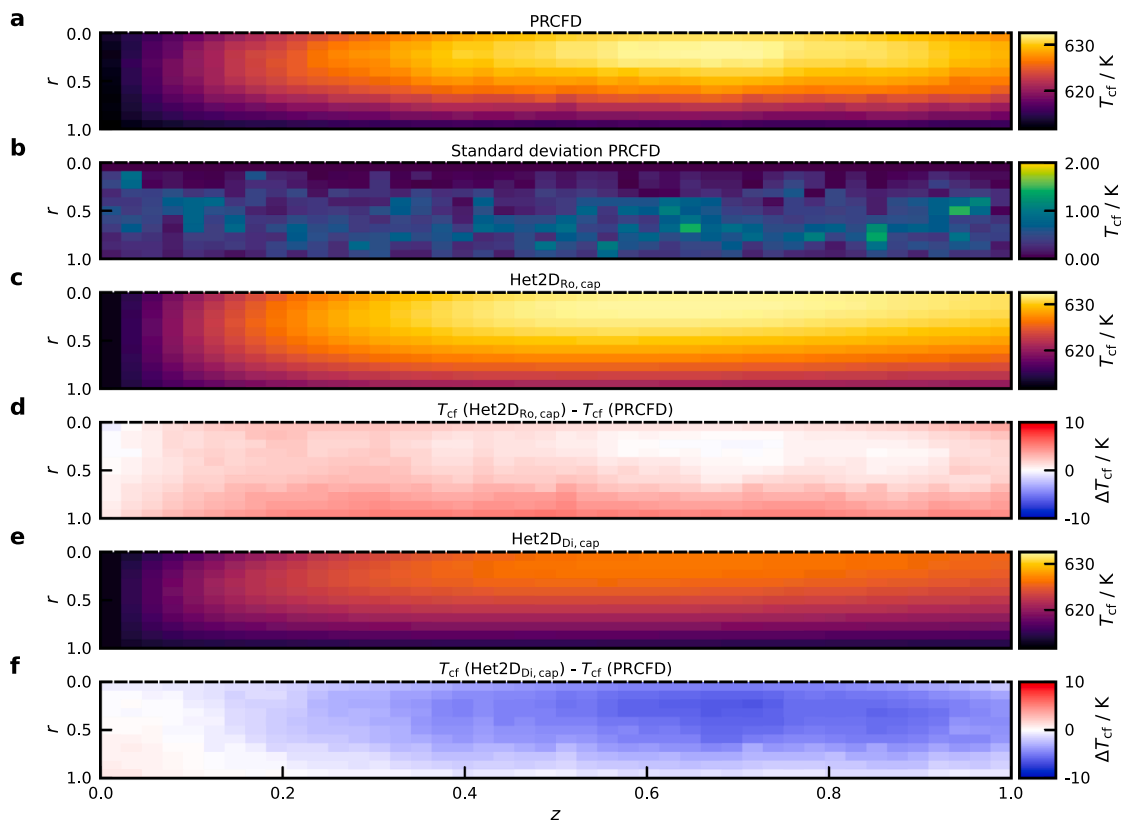 a
PRCFD
0.0
0.5
1.0
r
630
620
T_cf / K
b
Standard deviation PRCFD
0.0
0.5
1.0
r
2.00
1.00
0.00
T_cf / K
c
Het2D_Ro, cap
0.0
0.5
1.0
r
630
620
T_cf / K
d
T_cf (Het2D_Ro, cap) - T_cf (PRCFD)
0.0
0.5
1.0
r
10
0
-10
ΔT_cf / K
e
Het2D_Di, cap
0.0
0.5
1.0
r
630
620
T_cf / K
f
T_cf (Het2D_Di, cap) - T_cf (PRCFD)
0.0
0.5
1.0
r
10
0
-10
ΔT_cf / K
0.0 0.2 0.4 0.6 0.8 1.0
z